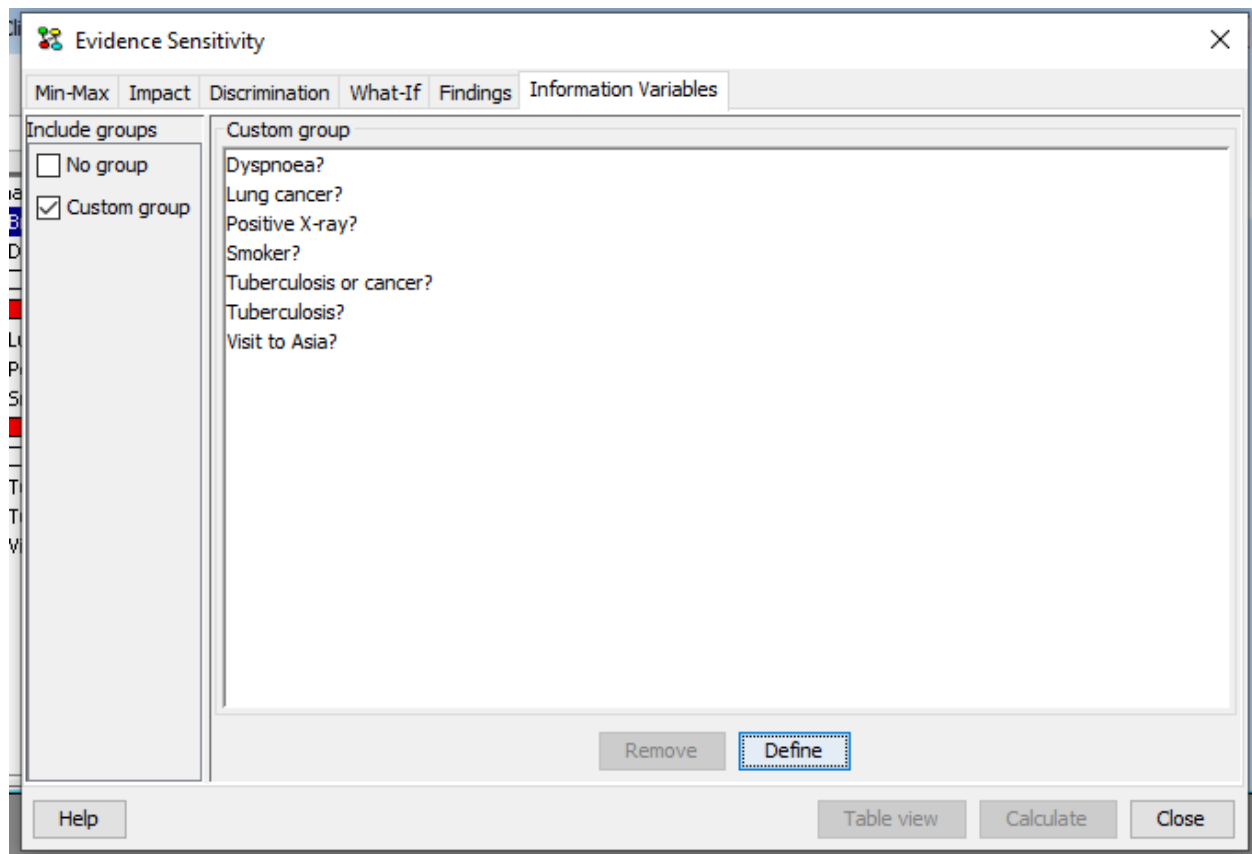 Evidence Sensitivity
Min-Max Impact Discrimination What-If Findings Information Variables
Include groups
No group
Custom group
Custom group
Dyspnoea?
Lung cancer?
Positive X-ray?
Smoker?
Tuberculosis or cancer?
Tuberculosis?
Visit to Asia?
Remove Define
Help Table view Calculate Close